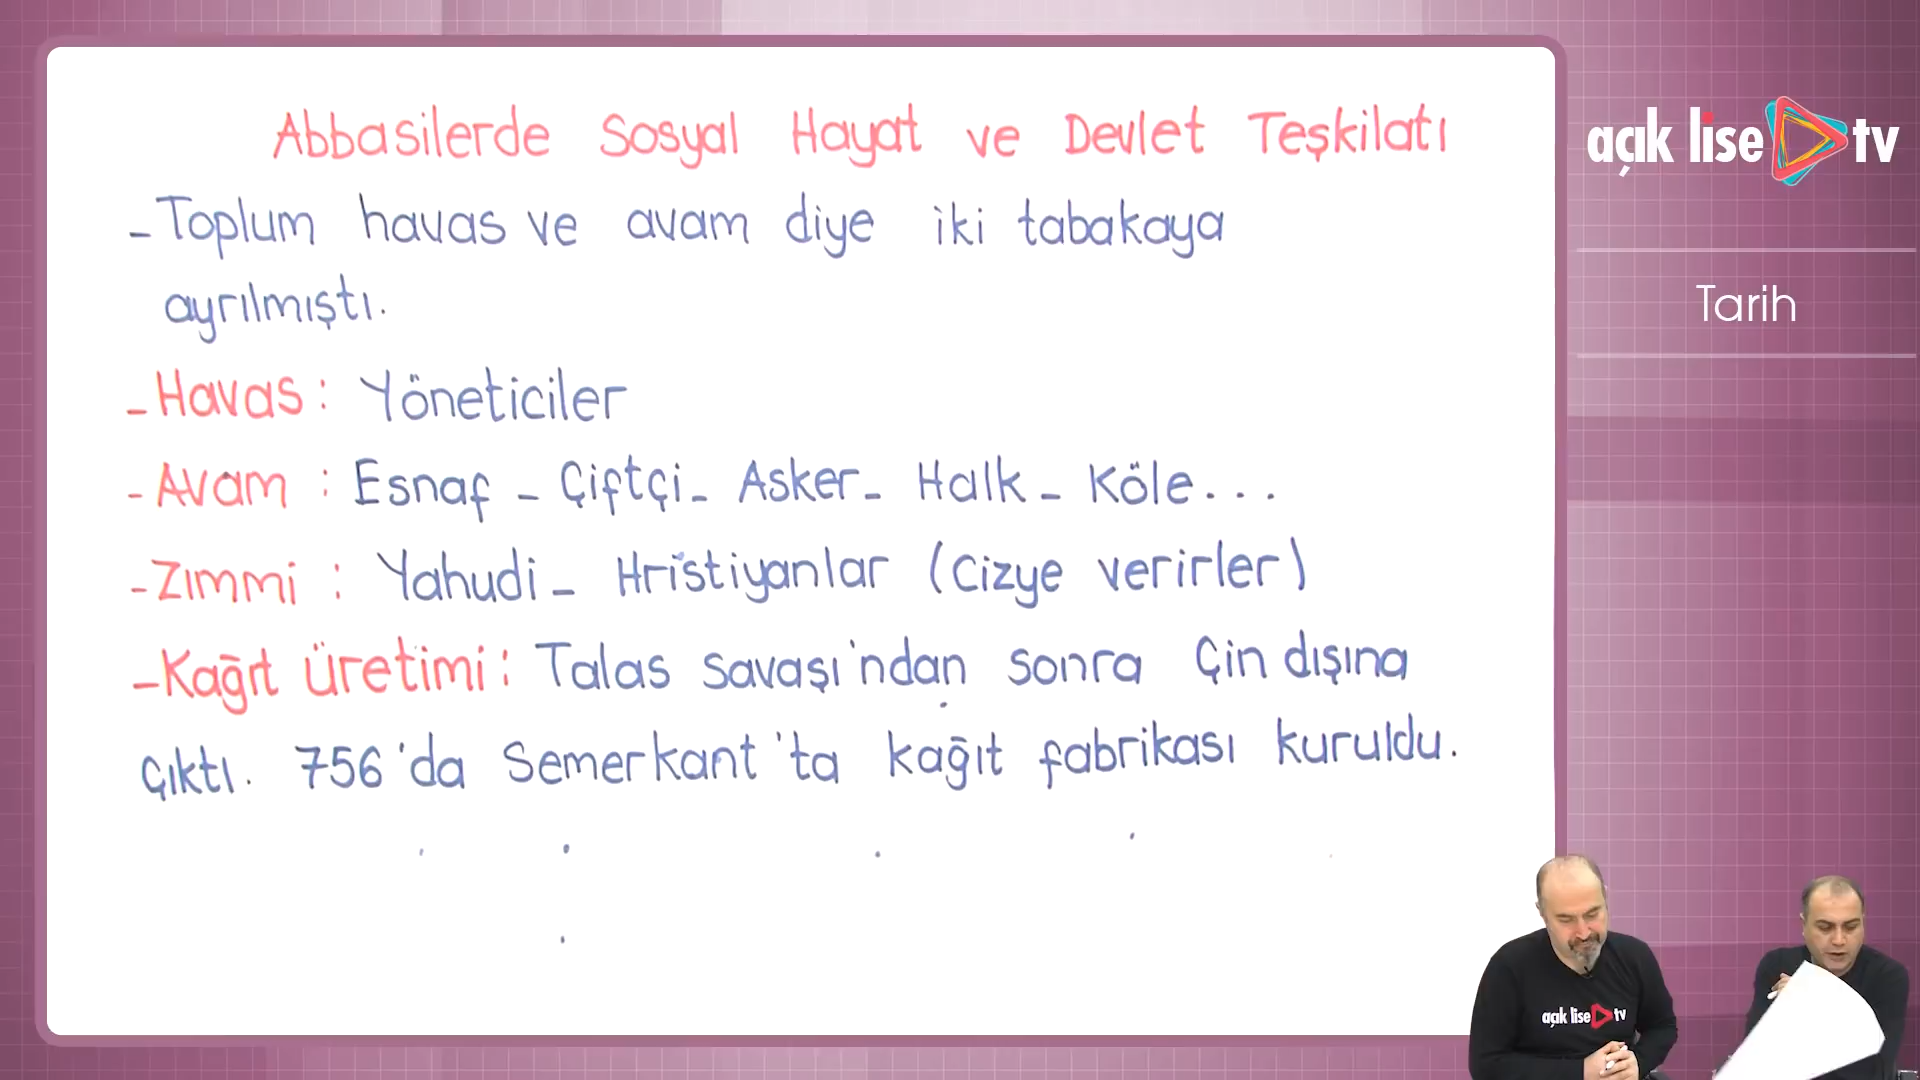 Abbasilerde Sosyal Hayat ve Devlet Teşkilatı
- Toplum havas ve avam diye iki tabakaya
ayrılmıştı.
- Havas: Yöneticiler
- Avam : Esnaf - Çiftçi - Asker - Halk - Köle...
- Zımmi : Yahudi - Hristiyanlar (Cizye verirler)
- Kağıt üretimi: Talas savaşı'ndan sonra Çin dışına
çıktı. 756'da Semerkant'ta kağıt fabrikası kuruldu.
açık lise tv
Tarih
açık lise tv